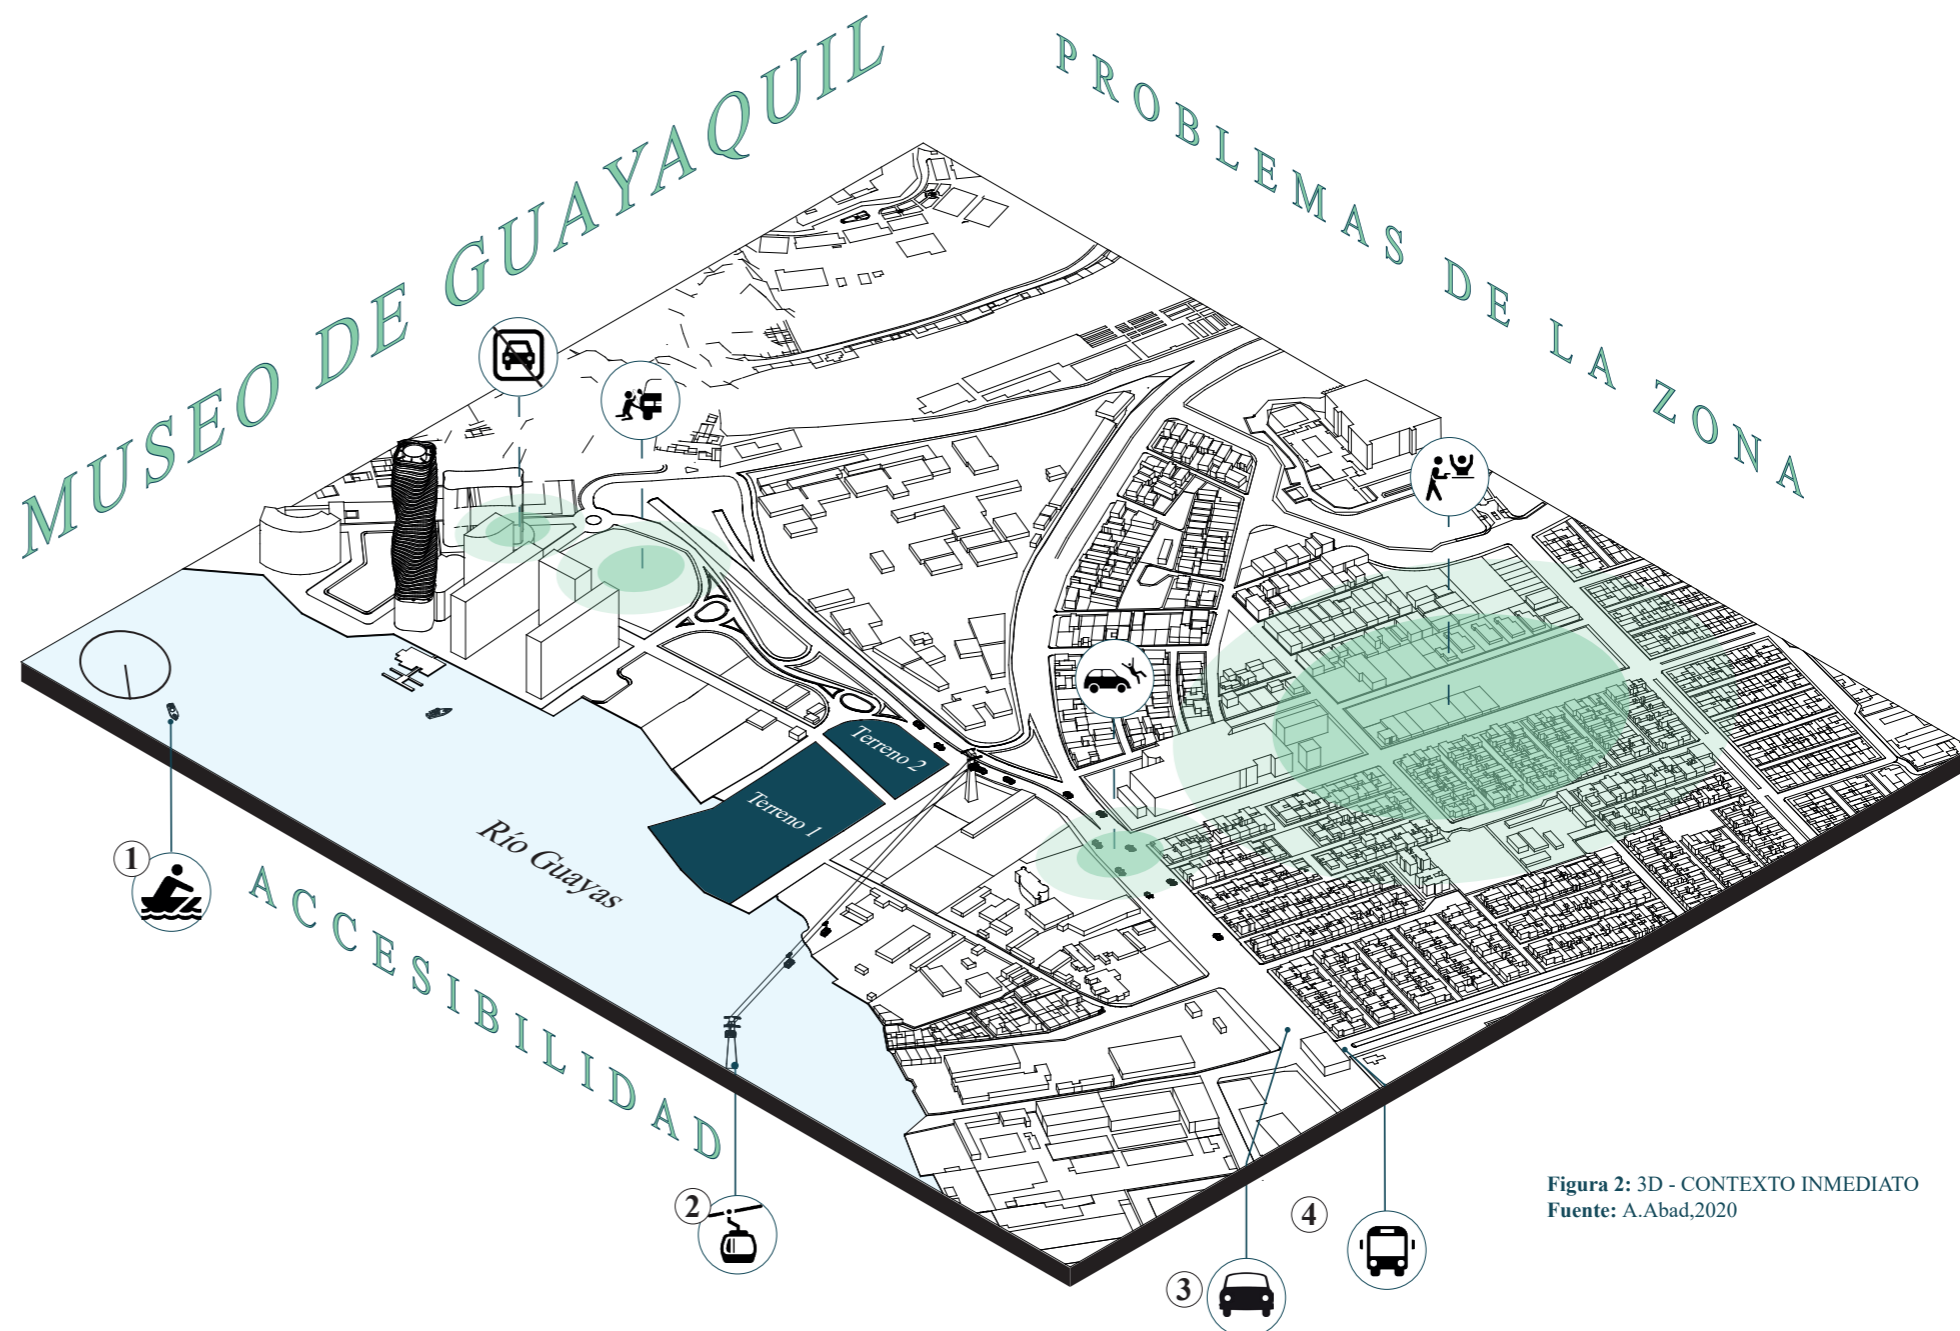 MUSEO DE GUAYAQUIL
PROBLEMAS DE LA ZONA
Terreno 2
Terreno 1
Río Guayas
1
ACCESIBILIDAD
2
3
4
Figura 2: 3D - CONTEXTO INMEDIATO
Fuente: A.Abad,2020